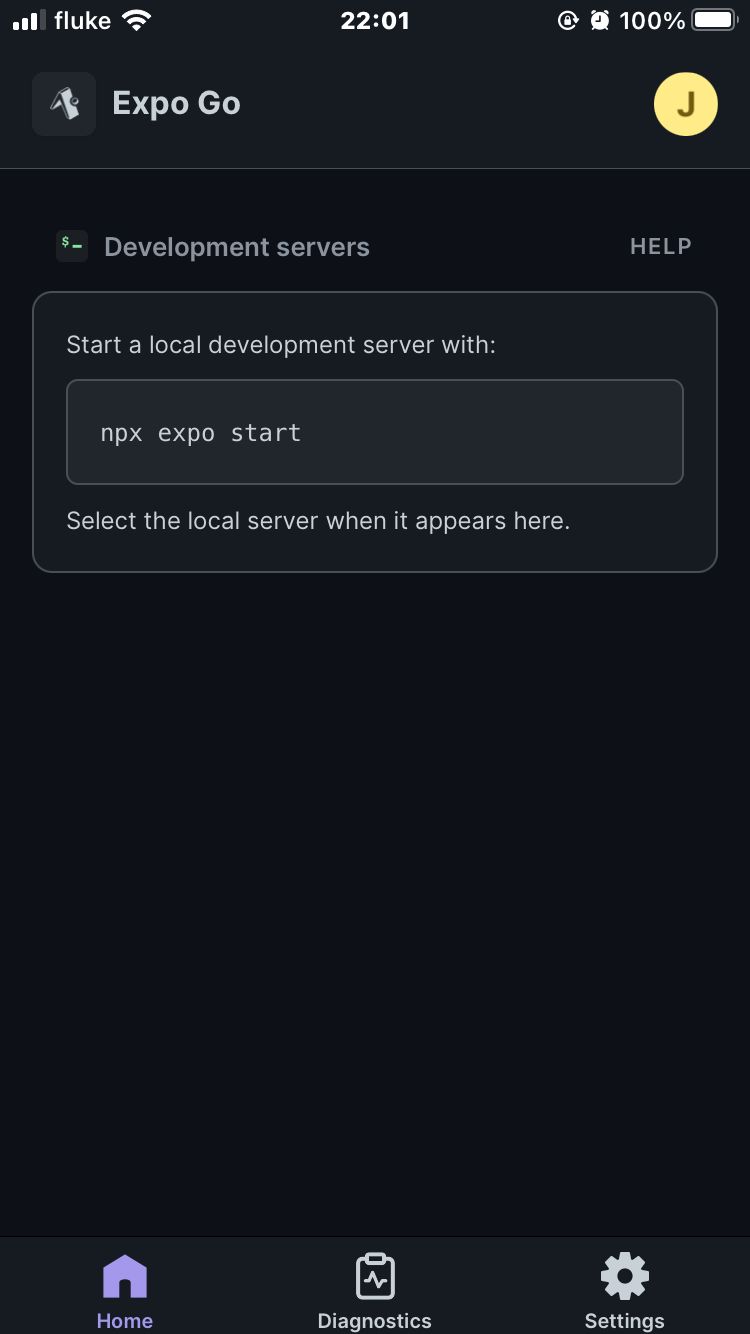 fluke 22:01 100%
Expo Go J
$ Development servers HELP
Start a local development server with:
npx expo start
Select the local server when it appears here.
Home Diagnostics Settings